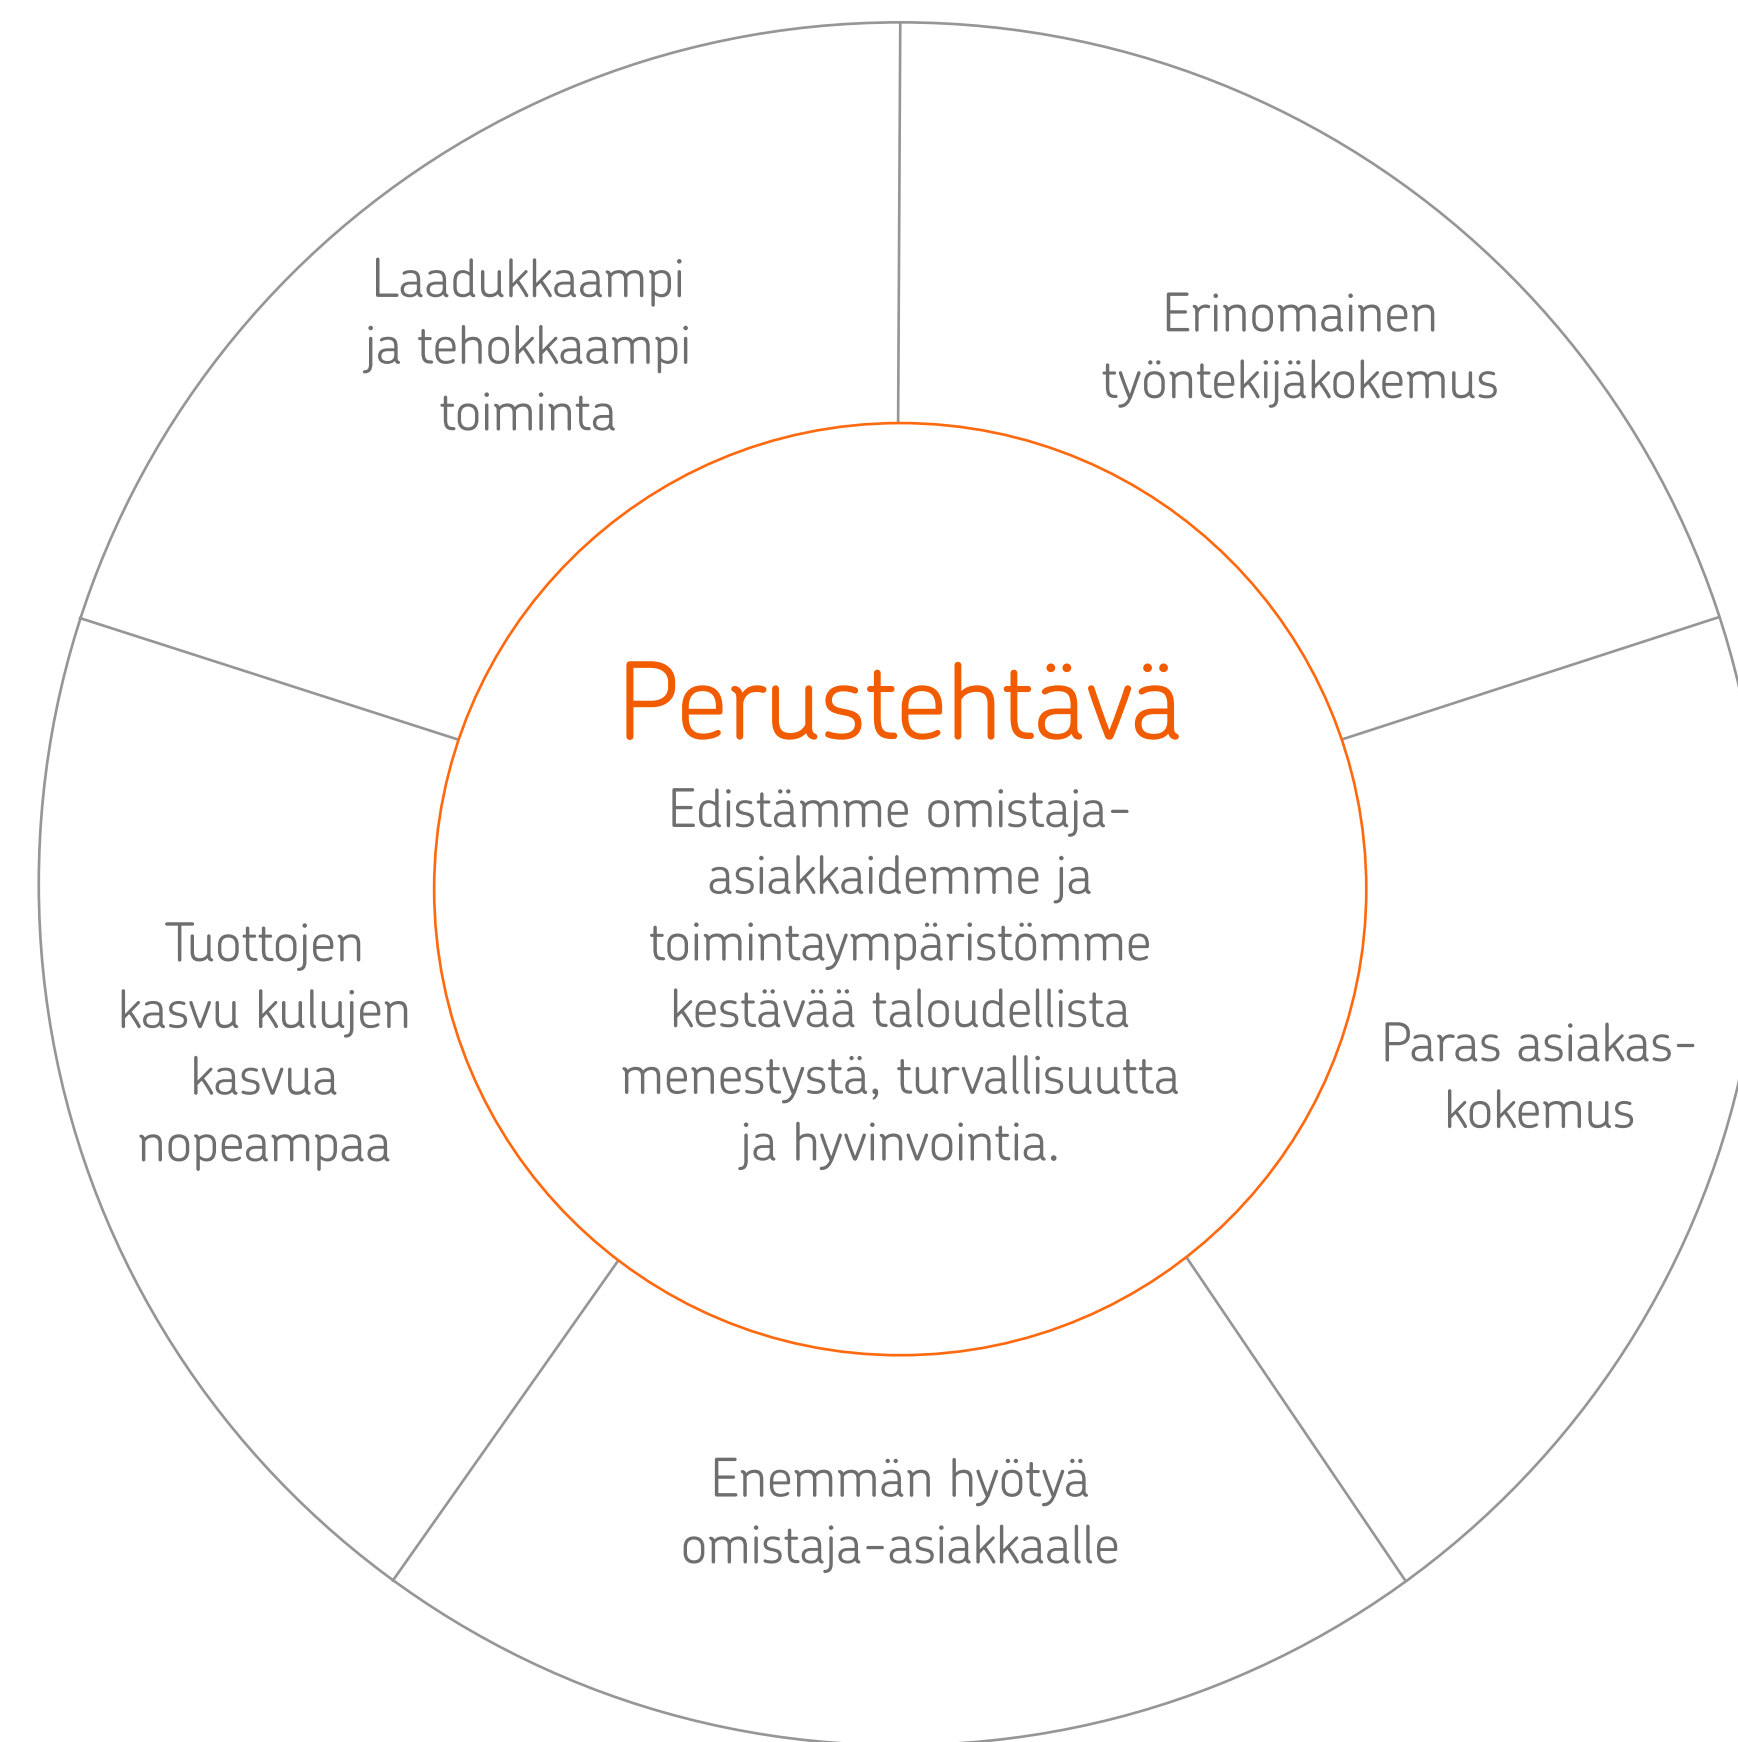 Laadukkaampi
ja tehokkaampi
toiminta
Erinomainen
työntekijäkokemus
Perustehtävä
Edistämme omistaja-
asiakkaidemme ja
toimintaympäristömme
kestävää taloudellista
menestystä, turvallisuutta
ja hyvinvointia.
Tuottojen
kasvu kulujen
kasvua
nopeampaa
Paras asiakas-
kokemus
Enemmän hyötyä
omistaja-asiakkaalle